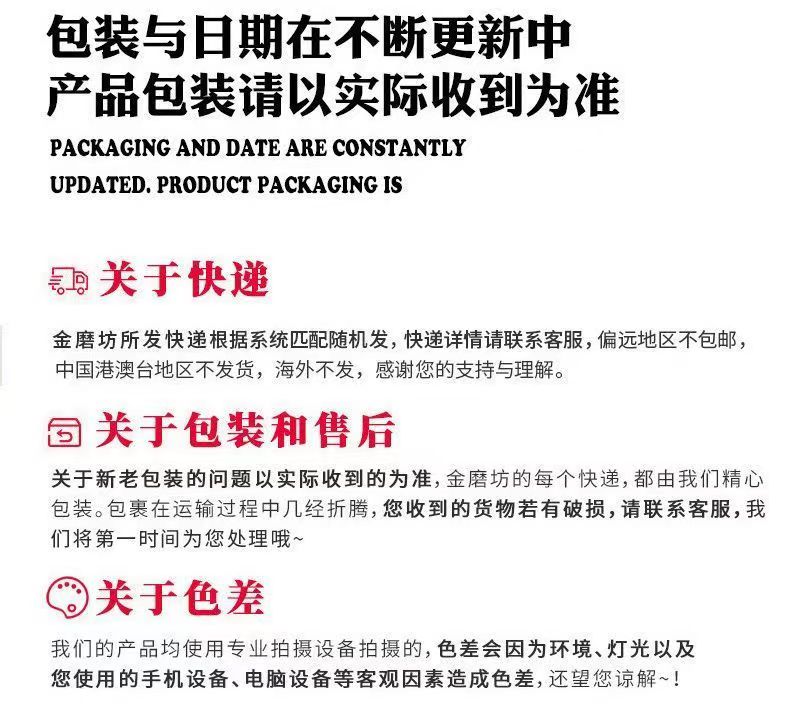 包装与日期在不断更新中
产品包装请以实际收到为准
PACKAGING AND DATE ARE CONSTANTLY
UPDATED. PRODUCT PACKAGING IS
关于快递
金磨坊所发快递根据系统匹配随机发，快递详情请联系客服，偏远地区不包邮，
中国港澳台地区不发货，海外不发，感谢您的支持与理解。
关于包装和售后
关于新老包装的问题以实际收到的为准，金磨坊的每个快递，都由我们精心
包装。包裹在运输过程中几经折腾，您收到的货物若有破损，请联系客服，我
们将第一时间为您处理哦~
关于色差
我们的产品均使用专业拍摄设备拍摄的，色差会因为环境、灯光以及
您使用的手机设备、电脑设备等客观因素造成色差，还望您谅解~！